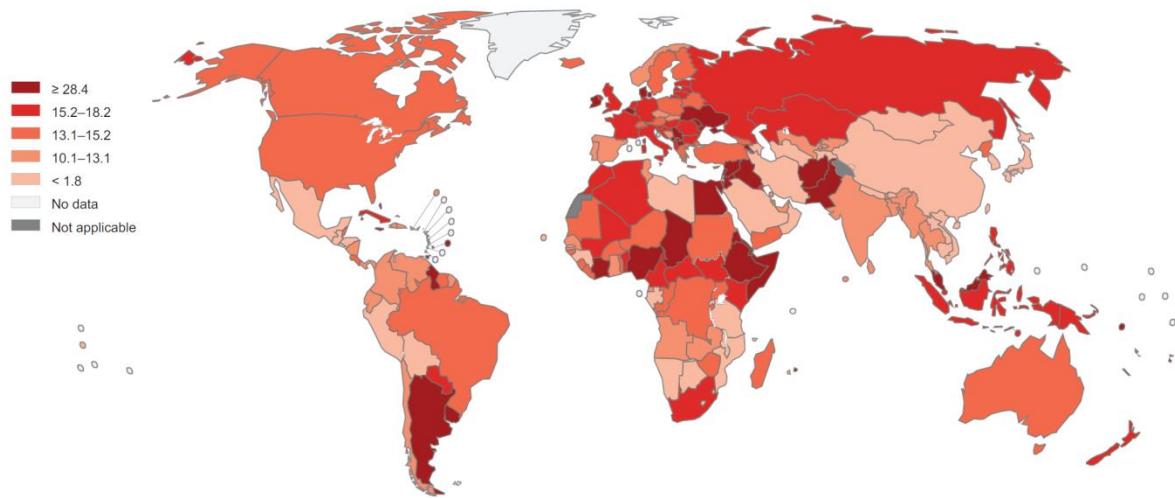 ≥ 28.4
15.2–18.2
13.1–15.2
10.1–13.1
< 1.8
No data
Not applicable